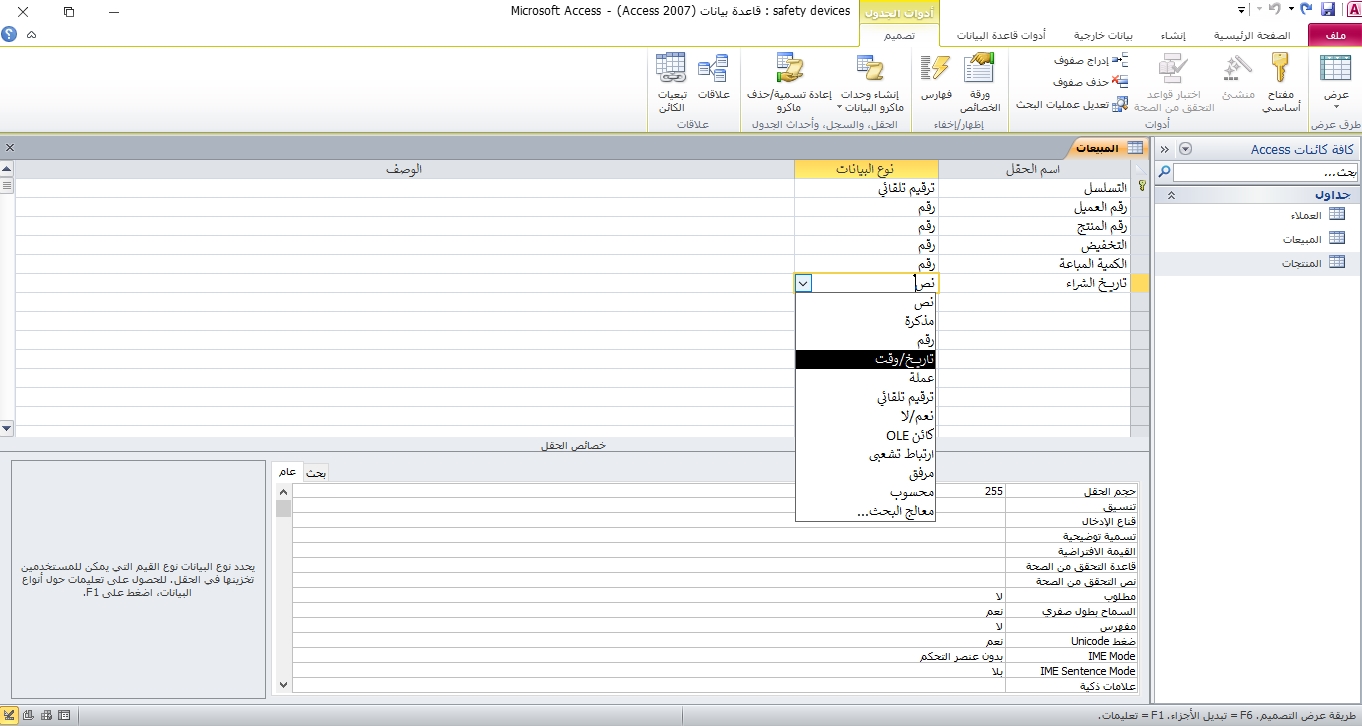 safety devices : قاعدة بيانات (Access 2007) - Microsoft Access
أدوات الجدول
ملف
الصفحة الرئيسية
إنشاء
بيانات خارجية
أدوات قاعدة البيانات
تصميم
عرض
طرق عرض
مفتاح أساسي
منشئ
اختبار قواعد التحقق من الصحة
إدراج صفوف
حذف صفوف
تعديل عمليات البحث
أدوات
ورقة الخصائص
فهارس
إظهار/إخفاء
إنشاء وحدات ماكرو البيانات
إعادة تسمية/حذف ماكرو
الحقل، والسجل، وأحداث الجدول
علاقات
تبعيات الكائن
علاقات
كافة كائنات Access
بحث...
جداول
العملاء
المبيعات
المنتجات
المبيعات
اسم الحقل نوع البيانات الوصف
التسلسل ترقيم تلقائي
رقم العميل رقم
رقم المنتج رقم
التخفيض رقم
الكمية المباعة رقم
تاريخ الشراء نص
نص
مذكرة
رقم
تاريخ/وقت
عملة
ترقيم تلقائي
نعم/لا
كائن OLE
ارتباط تشعبي
مرفق
محسوب
معالج البحث...
خصائص الحقل
عام بحث
حجم الحقل 255
تنسيق
قناع الإدخال
تسمية توضيحية
القيمة الافتراضية
قاعدة التحقق من الصحة
نص التحقق من الصحة
مطلوب لا
السماح بطول صفري نعم
مفهرس لا
ضغط Unicode نعم
IME Mode بدون عنصر التحكم
IME Sentence Mode بلا
علامات ذكية
يحدد نوع البيانات نوع القيم التي يمكن للمستخدمين
تخزينها في الحقل. للحصول على تعليمات حول أنواع
البيانات، اضغط على F1.
طريقة عرض التصميم. F6 = تبديل الأجزاء. F1 = تعليمات.